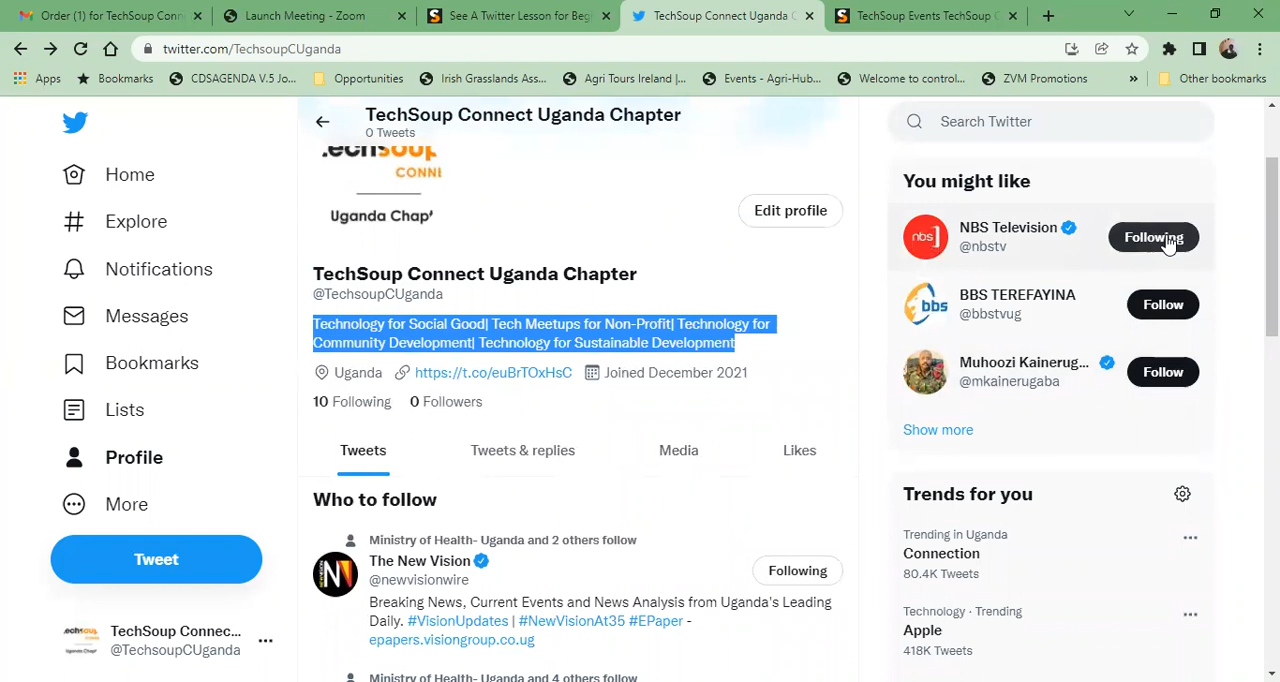 Order (1) for TechSoup Conn
Launch Meeting - Zoom
See A Twitter Lesson for Beg
TechSoup Connect Uganda C
TechSoup Events TechSoup C
twitter.com/TechsoupCUganda
Apps
Bookmarks
CDSAGENDA V.5 Jo...
Opportunities
Irish Grasslands Ass...
Agri Tours Ireland |...
Events - Agri-Hub...
Welcome to control...
ZVM Promotions
»
Other bookmarks
TechSoup Connect Uganda Chapter
0 Tweets
techsoup
CONNE
Uganda Chap
Edit profile
TechSoup Connect Uganda Chapter
@TechsoupCUganda
Technology for Social Good| Tech Meetups for Non-Profit| Technology for
Community Development| Technology for Sustainable Development
Uganda
https://t.co/euBrTOxHsC
Joined December 2021
10 Following
0 Followers
Tweets
Tweets & replies
Media
Likes
Who to follow
Ministry of Health- Uganda and 2 others follow
The New Vision
@newvisionwire
Following
Breaking News, Current Events and News Analysis from Uganda's Leading
Daily. #VisionUpdates | #NewVisionAt35 #EPaper -
epapers.visiongroup.co.ug
Ministry of Health- Uganda and 4 others follow
Home
Explore
Notifications
Messages
Bookmarks
Lists
Profile
More
Tweet
TechSoup Connec...
@TechsoupCUganda
Search Twitter
You might like
nbs
NBS Television
@nbstv
Following
bbs
BBS TEREFAYINA
@bbstvug
Follow
Muhoozi Kainerug...
@mkainerugaba
Follow
Show more
Trends for you
Trending in Uganda
Connection
80.4K Tweets
Technology · Trending
Apple
418K Tweets